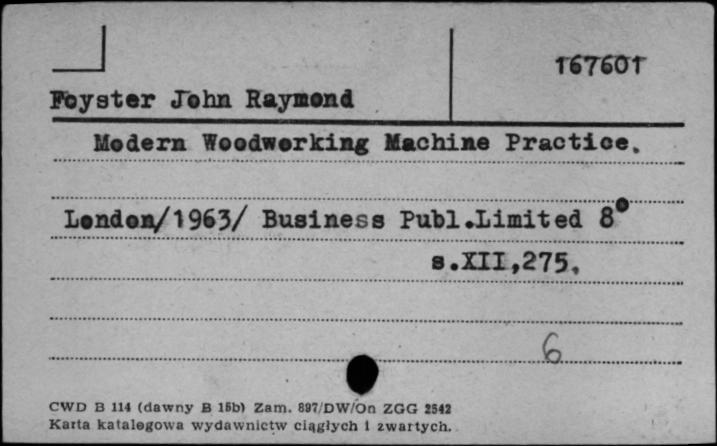 167601
Foyster John Raymond
Modern Woodworking Machine Practice.
London/1963/ Business Publ.Limited 8°
s.XII,275.
6
CWD B 114 (dawny B 15b) Zam. 897/DW/On ZGG 2542
Karta katalogowa wydawnictw ciągłych i zwartych.